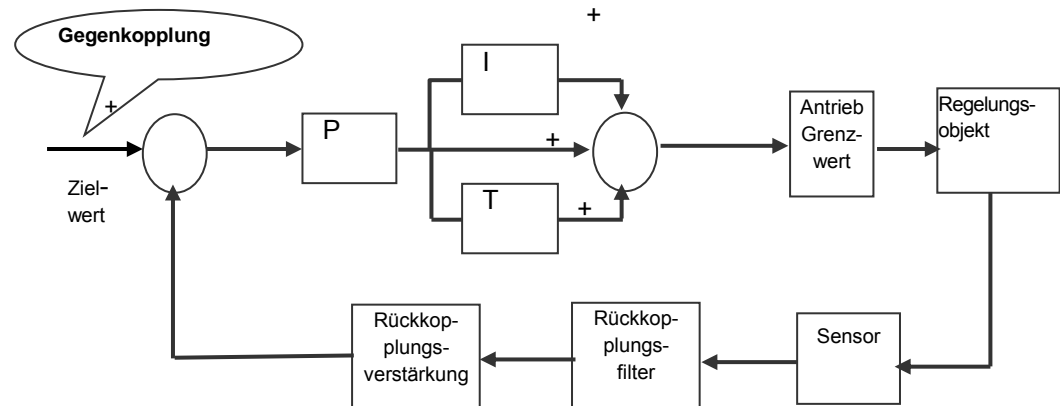 +
Gegenkopplung
+
I
P
+
T
+
Ziel-
wert
Antrieb
Grenz-
wert
Regelungs-
objekt
Rückkop-
plungs-
verstärkung
Rückkop-
plungs-
filter
Sensor